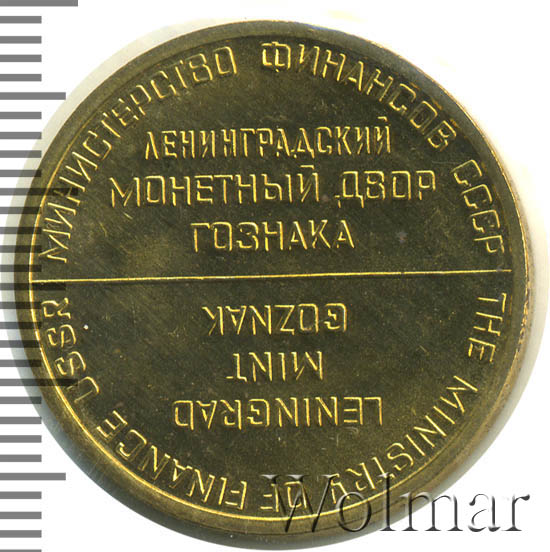 МИНИСТЕРСТВО ФИНАНСОВ СССР
ЛЕНИНГРАДСКИЙ
МОНЕТНЫЙ ДВОР
ГОЗНАКА
THE MINISTRY OF FINANCE USSR
LENINGRAD
MINT
GOZNAK
Wolmar